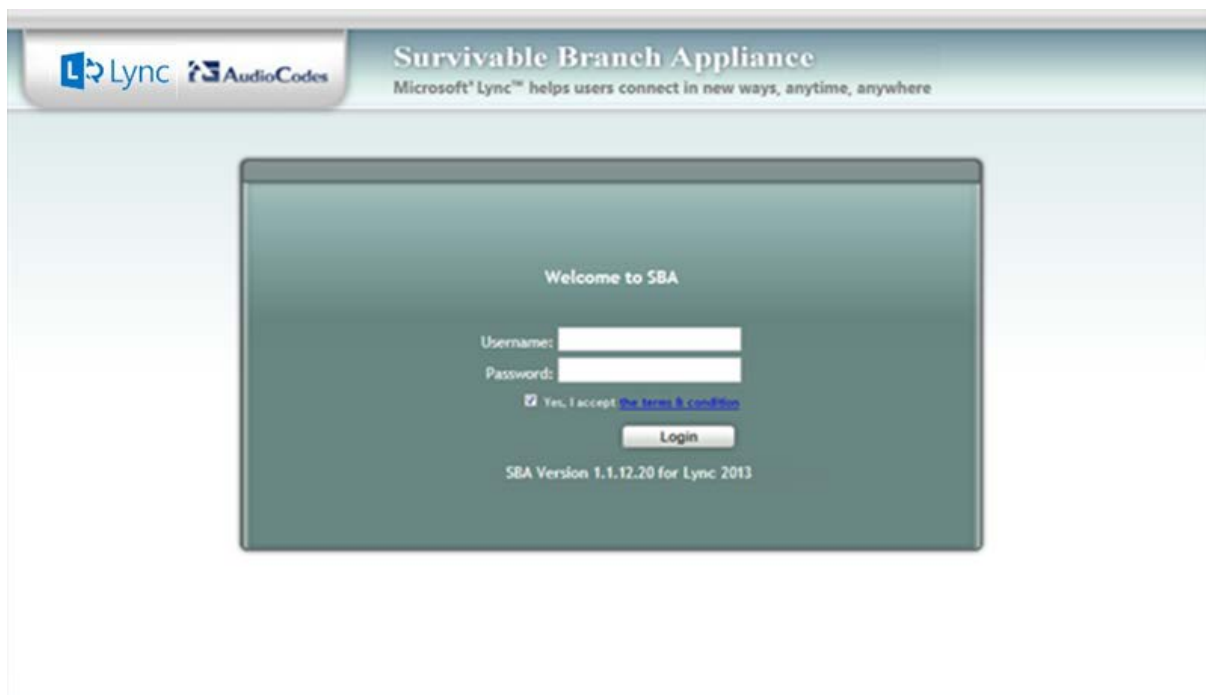 Lync AudioCodes
Survivable Branch Appliance
Microsoft® Lync™ helps users connect in new ways, anytime, anywhere
Welcome to SBA
Username:
Password:
Yes, I accept the terms & condition
Login
SBA Version 1.1.12.20 for Lync 2013